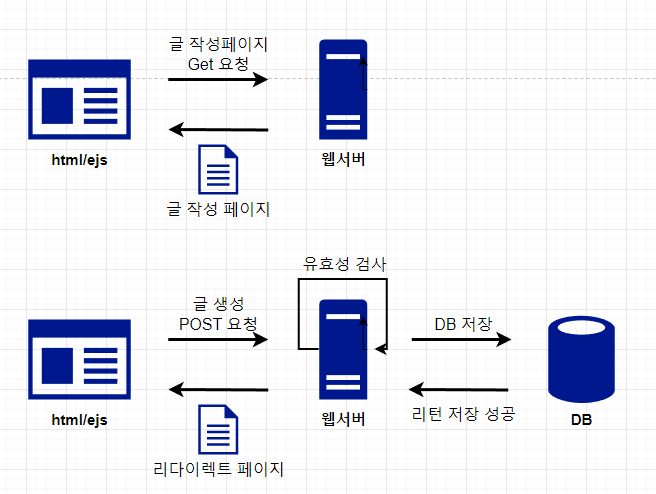 글 작성페이지
Get 요청
html/ejs
웹서버
글 작성 페이지
유효성 검사
글 생성
POST 요청
DB 저장
html/ejs
웹서버
리턴 저장 성공
DB
리다이렉트 페이지